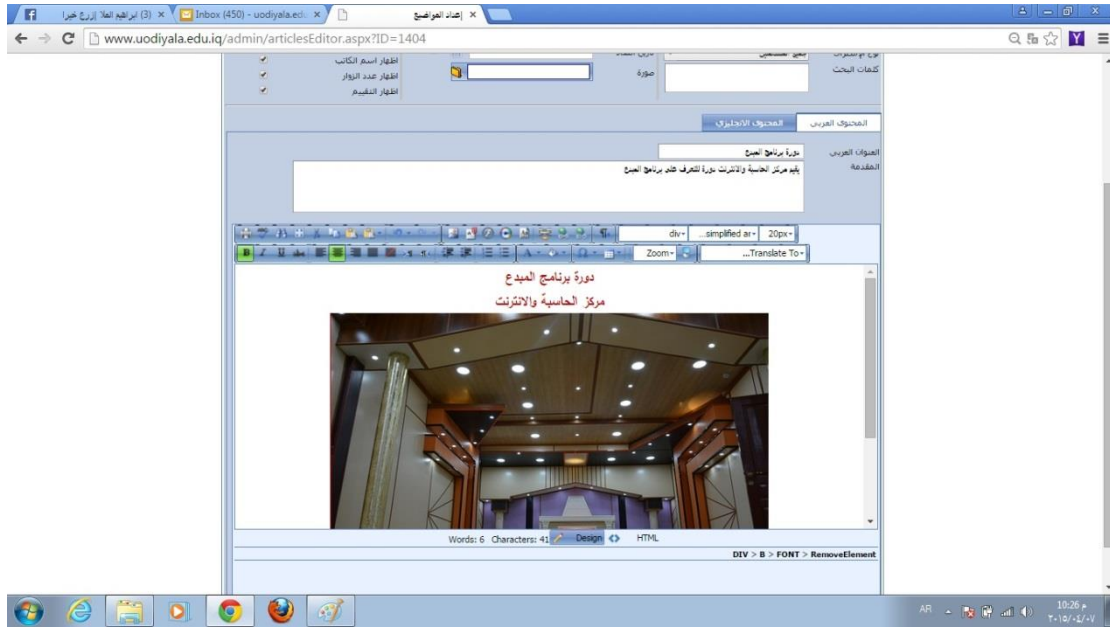 (3) ابراهيم العلا إزرع خيرا
Inbox (450) - uodiyala.edu
إعداد المواضيع
www.uodiyala.edu.iq/admin/articlesEditor.aspx?ID=1404
كلمات البحث
صورة
اظهار اسم الكاتب
اظهار عدد الزوار
اظهار التقييم
المحتوى العربي
المحتوى الانجليزي
العنوان العربي
دورة برنامج المبدع
المقدمة
يقيم مركز الحاسبة والانترنت دورة للتعرف على برنامج المبدع
div
...simplified ar
20px
Zoom
...Translate To
دورة برنامج المبدع
مركز الحاسبة والانترنت
Words: 6 Characters: 41
Design
HTML
DIV > B > FONT > RemoveElement
AR
10:26 م
٢٠١٥/٠٤/٠٧